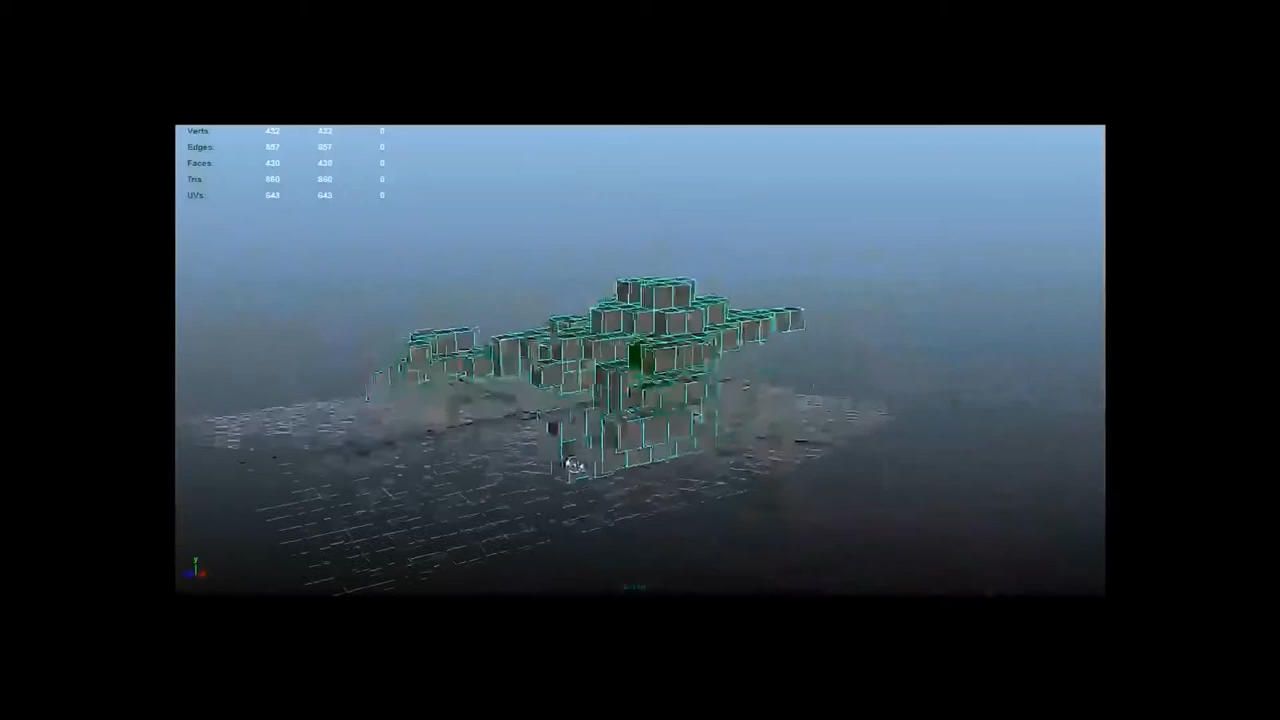 Verts: 432 432 0
Edges: 857 857 0
Faces: 430 430 0
Tris: 860 860 0
UVs: 643 643 0
y